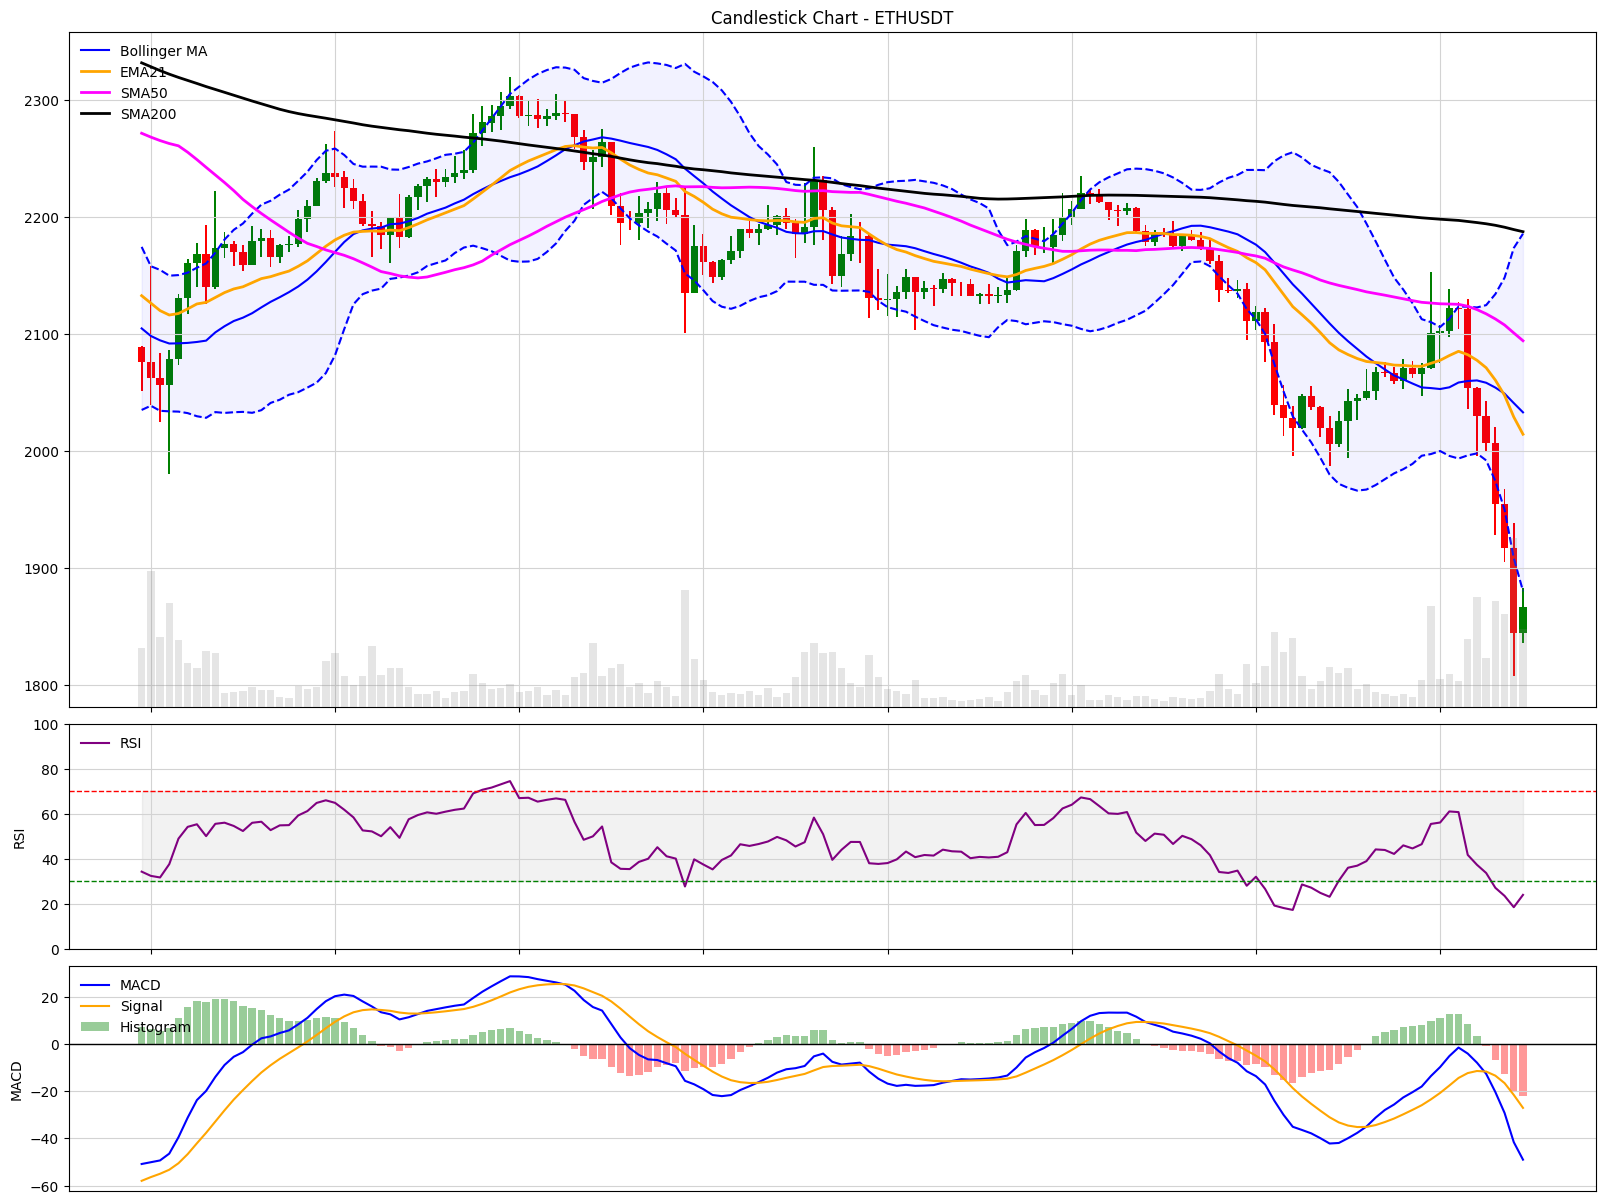 Candlestick Chart - ETHUSDT
Bollinger MA
EMA21
SMA50
SMA200
2300
2200
2100
2000
1900
1800
100
80
60
40
20
0
RSI
RSI
20
0
−20
−40
−60
MACD
MACD
Signal
Histogram